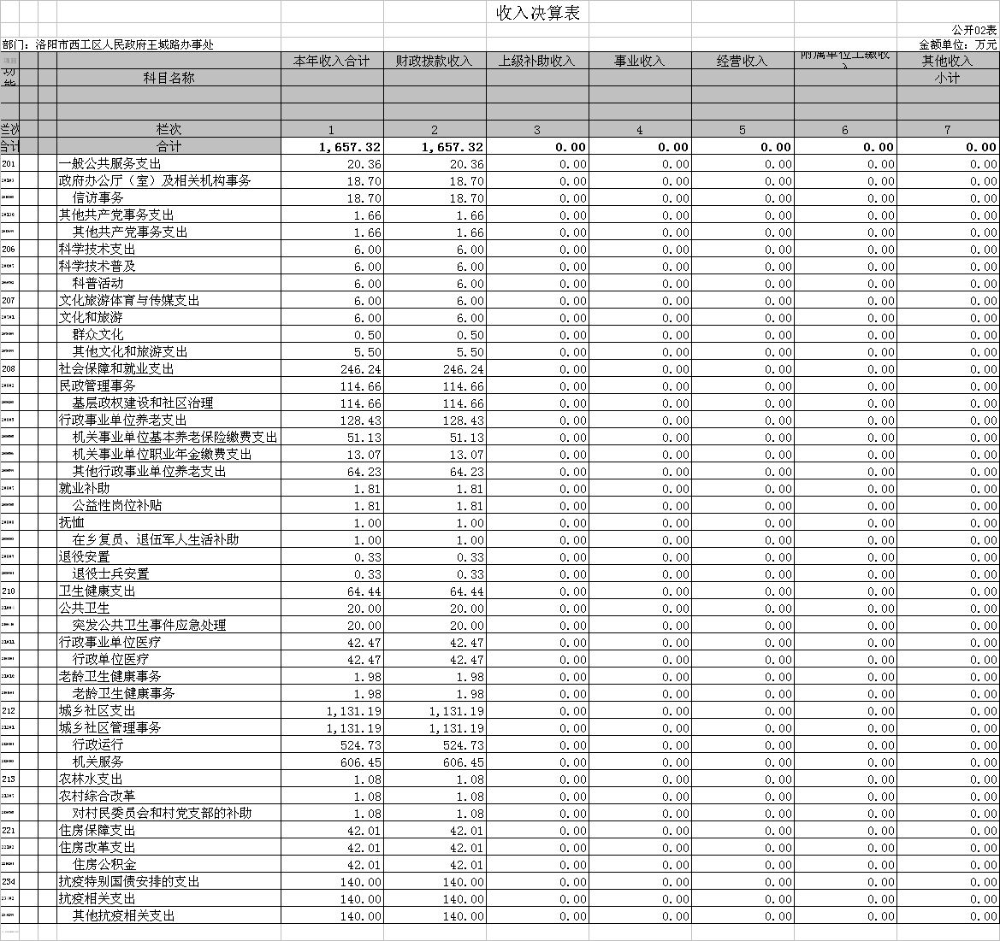 收入决算表
公开02表
部门：洛阳市西工区人民政府王城路办事处 金额单位：万元
项目 本年收入合计 财政拨款收入 上级补助收入 事业收入 经营收入 附属单位上缴收入 其他收入
功能 科目名称 小计
栏次 栏次 1 2 3 4 5 6 7
合计 合计 1,657.32 1,657.32 0.00 0.00 0.00 0.00 0.00
201 一般公共服务支出 20.36 20.36 0.00 0.00 0.00 0.00 0.00
政府办公厅（室）及相关机构事务 18.70 18.70 0.00 0.00 0.00 0.00 0.00
信访事务 18.70 18.70 0.00 0.00 0.00 0.00 0.00
其他共产党事务支出 1.66 1.66 0.00 0.00 0.00 0.00 0.00
其他共产党事务支出 1.66 1.66 0.00 0.00 0.00 0.00 0.00
206 科学技术支出 6.00 6.00 0.00 0.00 0.00 0.00 0.00
科学技术普及 6.00 6.00 0.00 0.00 0.00 0.00 0.00
科普活动 6.00 6.00 0.00 0.00 0.00 0.00 0.00
207 文化旅游体育与传媒支出 6.00 6.00 0.00 0.00 0.00 0.00 0.00
文化和旅游 6.00 6.00 0.00 0.00 0.00 0.00 0.00
群众文化 0.50 0.50 0.00 0.00 0.00 0.00 0.00
其他文化和旅游支出 5.50 5.50 0.00 0.00 0.00 0.00 0.00
208 社会保障和就业支出 246.24 246.24 0.00 0.00 0.00 0.00 0.00
民政管理事务 114.66 114.66 0.00 0.00 0.00 0.00 0.00
基层政权建设和社区治理 114.66 114.66 0.00 0.00 0.00 0.00 0.00
行政事业单位养老支出 128.43 128.43 0.00 0.00 0.00 0.00 0.00
机关事业单位基本养老保险缴费支出 51.13 51.13 0.00 0.00 0.00 0.00 0.00
机关事业单位职业年金缴费支出 13.07 13.07 0.00 0.00 0.00 0.00 0.00
其他行政事业单位养老支出 64.23 64.23 0.00 0.00 0.00 0.00 0.00
就业补助 1.81 1.81 0.00 0.00 0.00 0.00 0.00
公益性岗位补贴 1.81 1.81 0.00 0.00 0.00 0.00 0.00
抚恤 1.00 1.00 0.00 0.00 0.00 0.00 0.00
在乡复员、退伍军人生活补助 1.00 1.00 0.00 0.00 0.00 0.00 0.00
退役安置 0.33 0.33 0.00 0.00 0.00 0.00 0.00
退役士兵安置 0.33 0.33 0.00 0.00 0.00 0.00 0.00
210 卫生健康支出 64.44 64.44 0.00 0.00 0.00 0.00 0.00
公共卫生 20.00 20.00 0.00 0.00 0.00 0.00 0.00
突发公共卫生事件应急处理 20.00 20.00 0.00 0.00 0.00 0.00 0.00
行政事业单位医疗 42.47 42.47 0.00 0.00 0.00 0.00 0.00
行政单位医疗 42.47 42.47 0.00 0.00 0.00 0.00 0.00
老龄卫生健康事务 1.98 1.98 0.00 0.00 0.00 0.00 0.00
老龄卫生健康事务 1.98 1.98 0.00 0.00 0.00 0.00 0.00
212 城乡社区支出 1,131.19 1,131.19 0.00 0.00 0.00 0.00 0.00
城乡社区管理事务 1,131.19 1,131.19 0.00 0.00 0.00 0.00 0.00
行政运行 524.73 524.73 0.00 0.00 0.00 0.00 0.00
机关服务 606.45 606.45 0.00 0.00 0.00 0.00 0.00
213 农林水支出 1.08 1.08 0.00 0.00 0.00 0.00 0.00
农村综合改革 1.08 1.08 0.00 0.00 0.00 0.00 0.00
对村民委员会和村党支部的补助 1.08 1.08 0.00 0.00 0.00 0.00 0.00
221 住房保障支出 42.01 42.01 0.00 0.00 0.00 0.00 0.00
住房改革支出 42.01 42.01 0.00 0.00 0.00 0.00 0.00
住房公积金 42.01 42.01 0.00 0.00 0.00 0.00 0.00
234 抗疫特别国债安排的支出 140.00 140.00 0.00 0.00 0.00 0.00 0.00
抗疫相关支出 140.00 140.00 0.00 0.00 0.00 0.00 0.00
其他抗疫相关支出 140.00 140.00 0.00 0.00 0.00 0.00 0.00